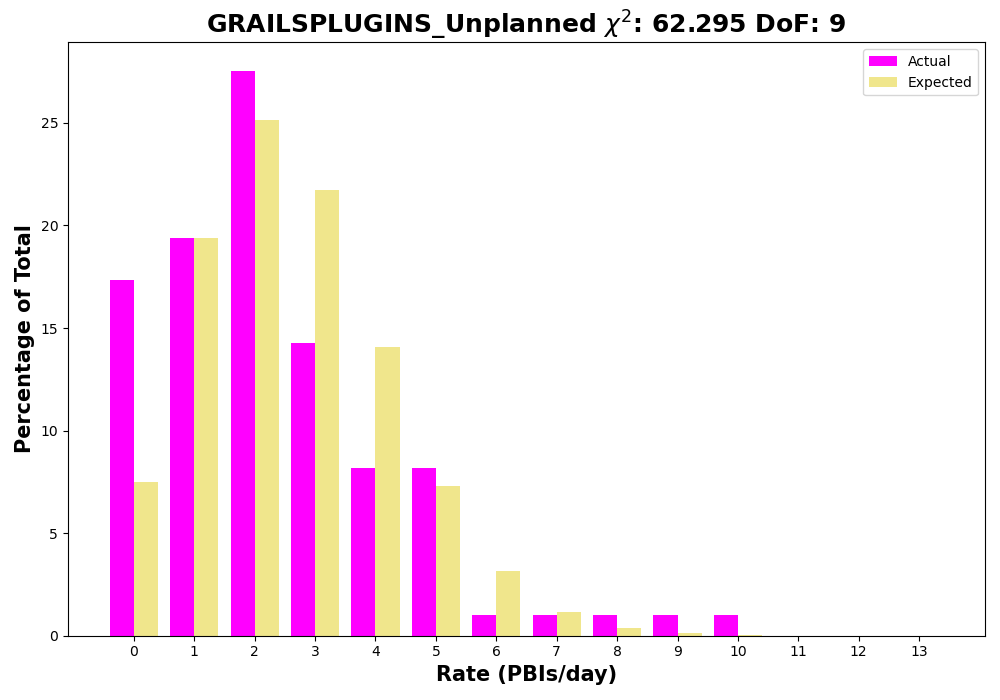 GRAILSPLUGINS_Unplanned χ²: 62.295 DoF: 9
Actual
Expected
25
20
15
10
5
0
Percentage of Total
0 1 2 3 4 5 6 7 8 9 10 11 12 13
Rate (PBIs/day)